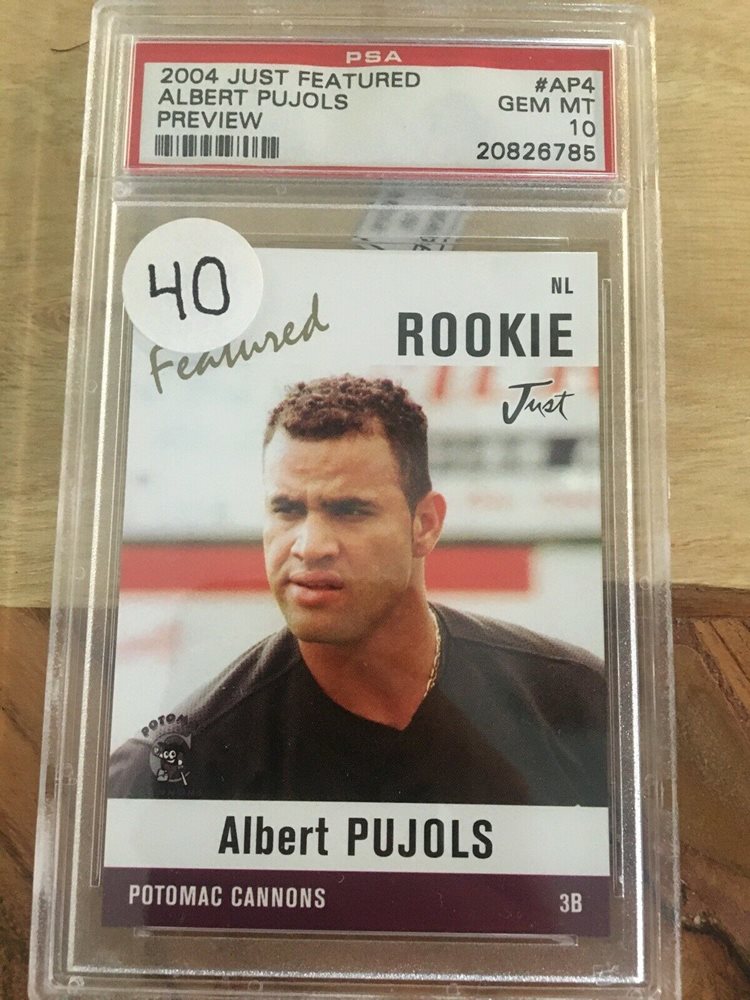 PSA
2004 JUST FEATURED #AP4
ALBERT PUJOLS GEM MT
PREVIEW 10
20826785
40
Featured
NL
ROOKIE
Just
Albert PUJOLS
POTOMAC CANNONS 3B